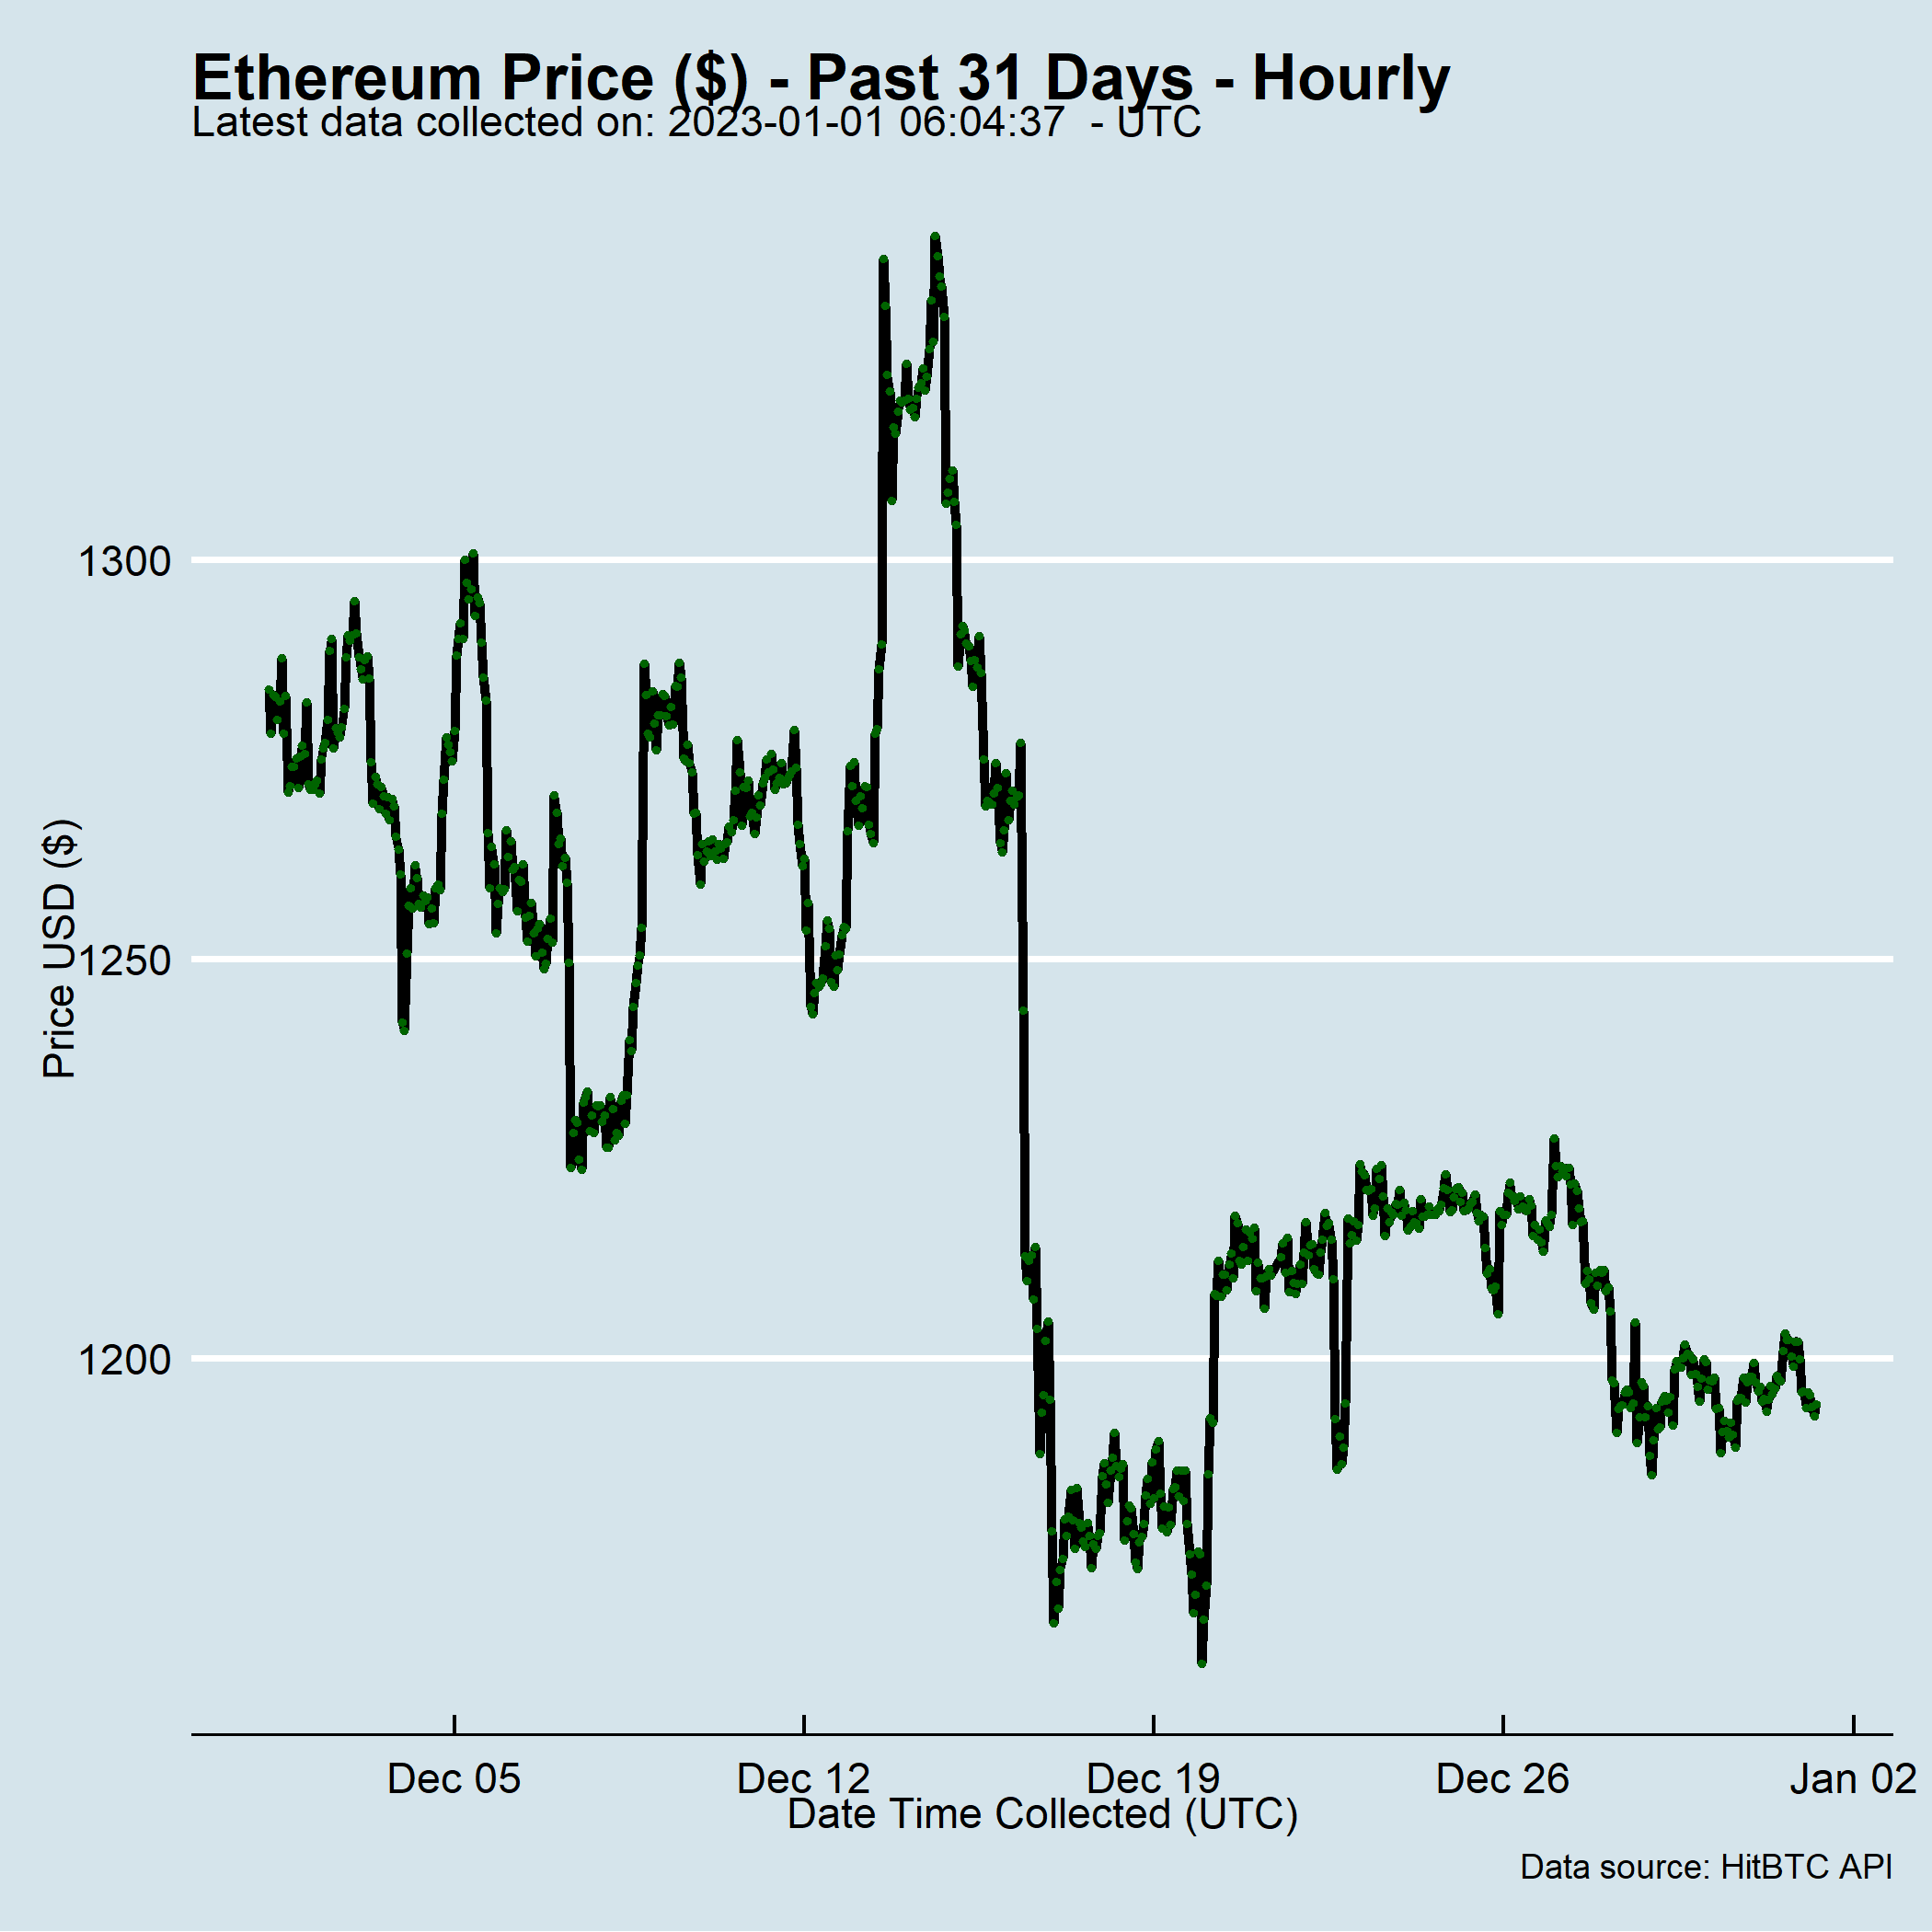 Ethereum Price ($) - Past 31 Days - Hourly
Latest data collected on: 2023-01-01 06:04:37  - UTC
Price USD ($)
1300
1250
1200
Dec 05
Dec 12
Dec 19
Dec 26
Jan 02
Date Time Collected (UTC)
Data source: HitBTC API